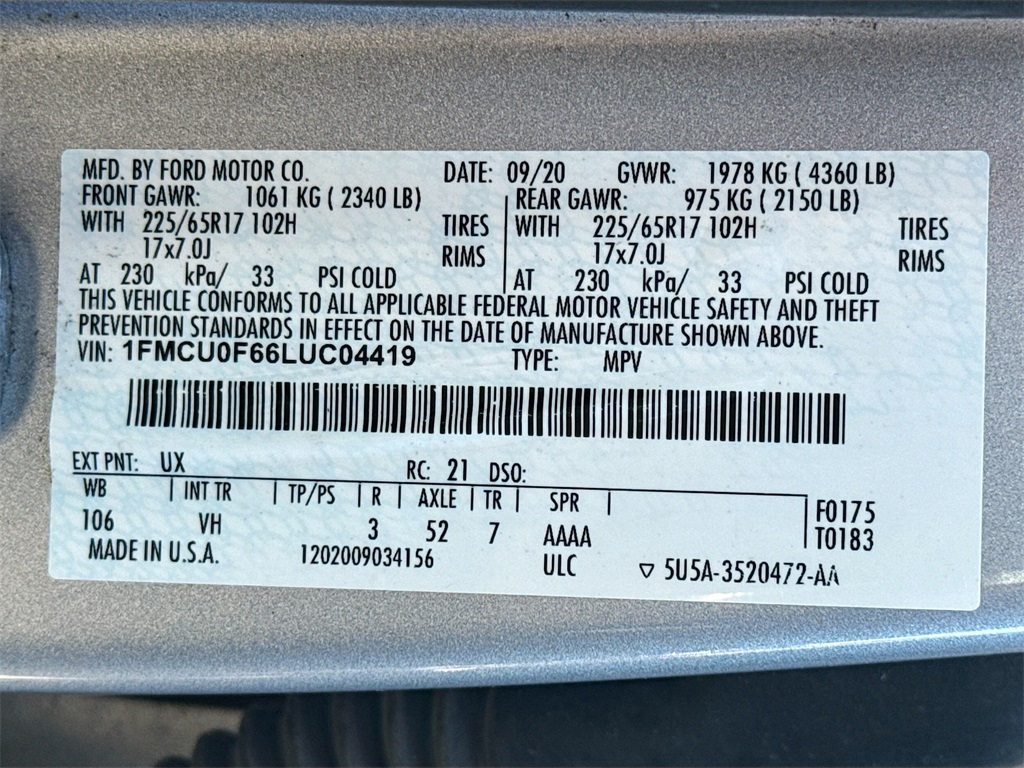 MFD. BY FORD MOTOR CO. DATE: 09/20 GVWR: 1978 KG ( 4360 LB)
FRONT GAWR: 1061 KG ( 2340 LB) REAR GAWR: 975 KG ( 2150 LB)
WITH 225/65R17 102H TIRES WITH 225/65R17 102H TIRES
17x7.0J RIMS 17x7.0J RIMS
AT 230 kPa/ 33 PSI COLD AT 230 kPa/ 33 PSI COLD
THIS VEHICLE CONFORMS TO ALL APPLICABLE FEDERAL MOTOR VEHICLE SAFETY AND THEFT
PREVENTION STANDARDS IN EFFECT ON THE DATE OF MANUFACTURE SHOWN ABOVE.
VIN: 1FMCU0F66LUC04419 TYPE: MPV
EXT PNT: UX RC: 21 DSO:
WB INT TR TP/PS R AXLE TR SPR F0175
106 VH 3 52 7 AAAA T0183
MADE IN U.S.A. 1202009034156 ULC ▽ 5U5A-3520472-AA